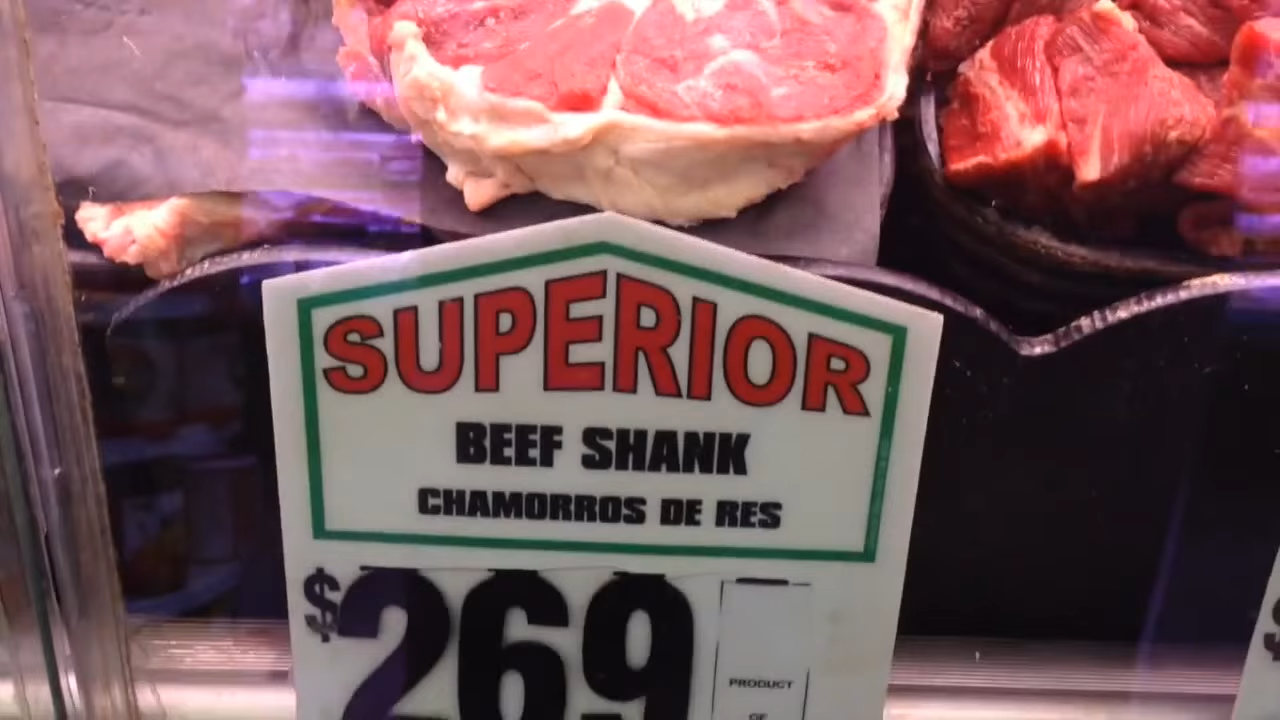 SUPERIOR
BEEF SHANK
CHAMORROS DE RES
$269
PRODUCT
OF